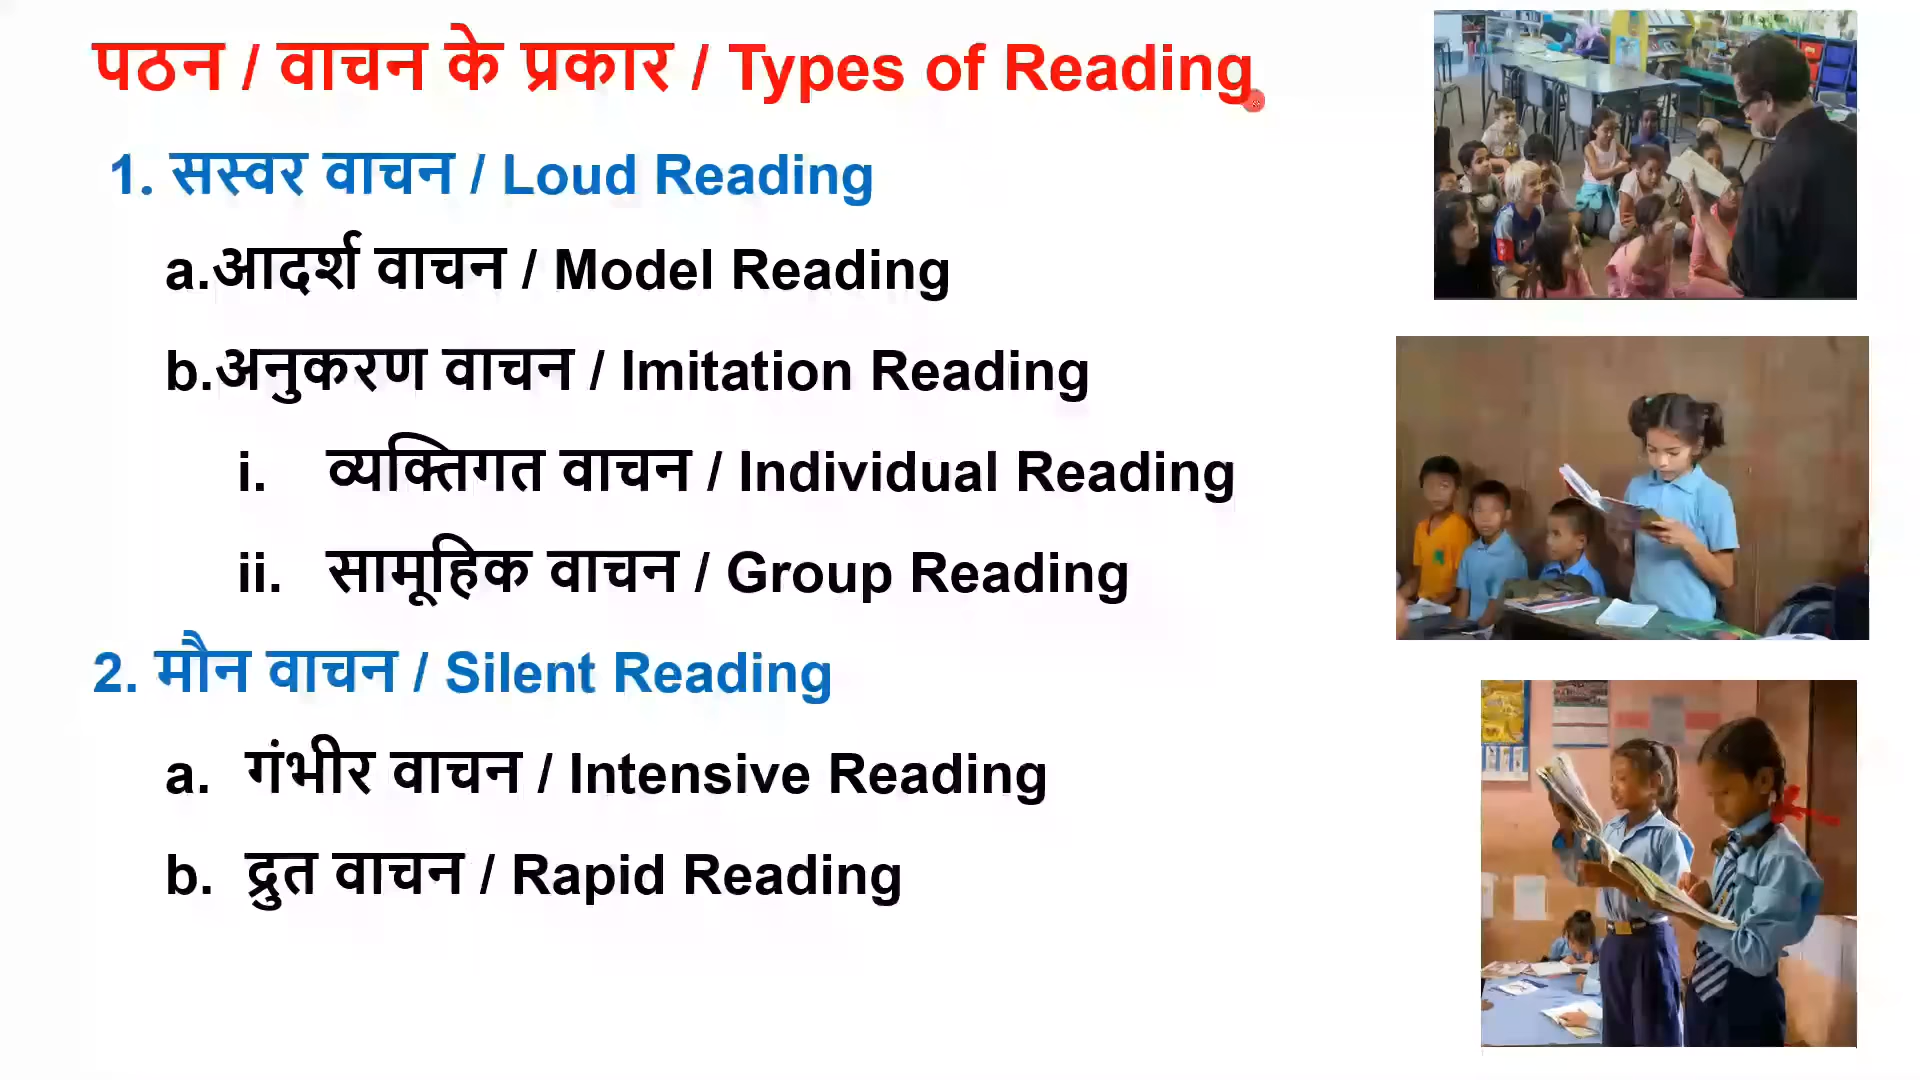 पठन / वाचन के प्रकार / Types of Reading
1. सस्वर वाचन / Loud Reading
a.आदर्श वाचन / Model Reading
b.अनुकरण वाचन / Imitation Reading
i. व्यक्तिगत वाचन / Individual Reading
ii. सामूहिक वाचन / Group Reading
2. मौन वाचन / Silent Reading
a. गंभीर वाचन / Intensive Reading
b. द्रुत वाचन / Rapid Reading